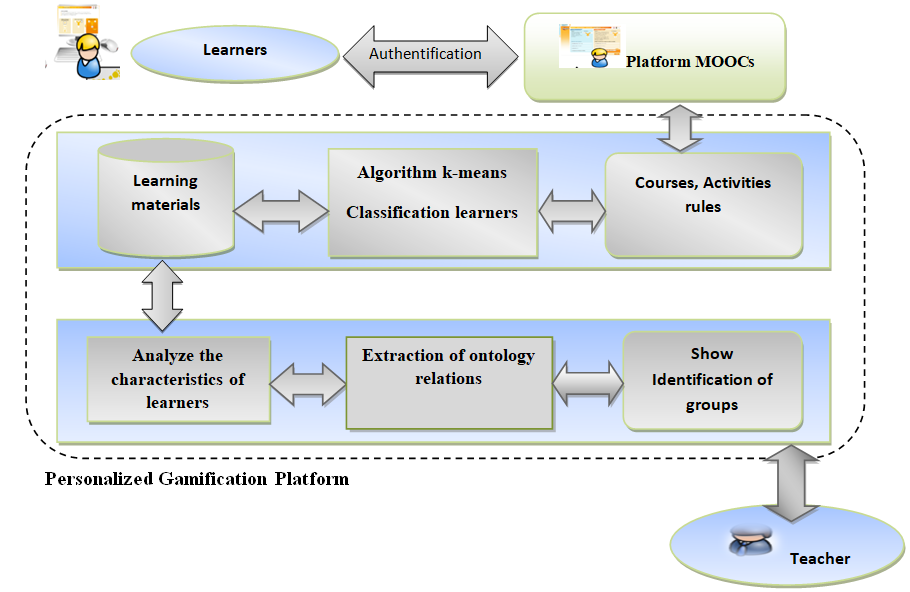 Learners
Authentification
Platform MOOCs
Learning
materials
Algorithm k-means
Classification learners
Courses, Activities
rules
Analyze the
characteristics of
learners
Extraction of ontology
relations
Show
Identification of
groups
Personalized Gamification Platform
Teacher